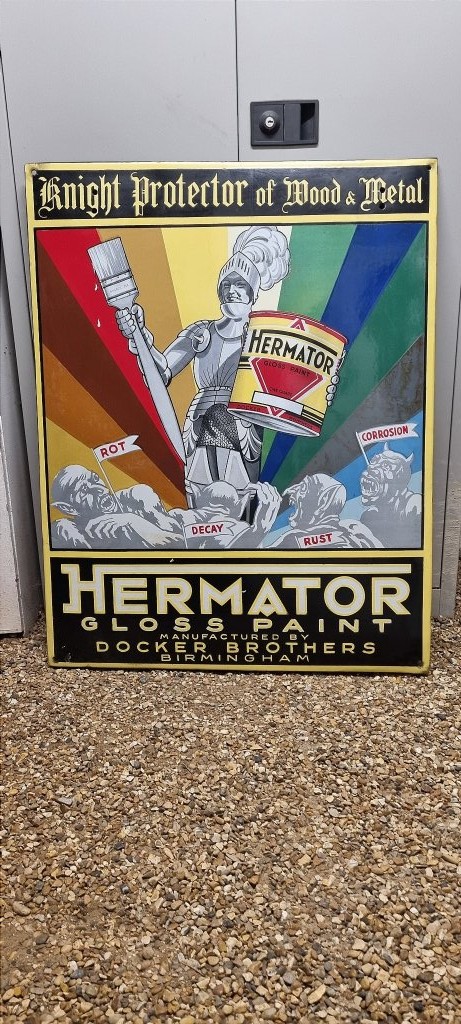 Knight Protector of Wood & Metal
HERMATOR
GLOSS PAINT
ROT
CORROSION
DECAY
RUST
HERMATOR
GLOSS PAINT
MANUFACTURED BY
DOCKER BROTHERS
BIRMINGHAM